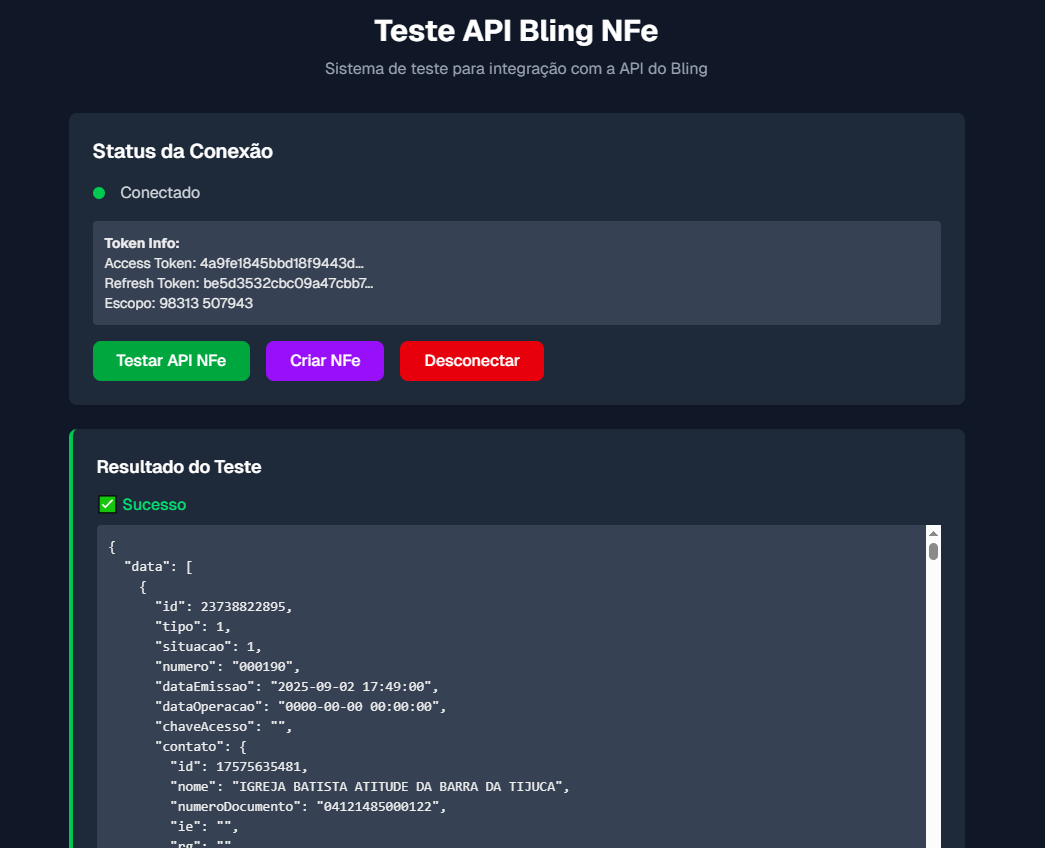 Teste API Bling NFe
Sistema de teste para integração com a API do Bling
Status da Conexão
Conectado
Token Info:
Access Token: 4a9fe1845bbd18f9443d...
Refresh Token: be5d3532cbc09a47cbb7...
Escopo: 98313 507943
Testar API NFe
Criar NFe
Desconectar
Resultado do Teste
✅ Sucesso
{
  "data": [
    {
      "id": 23738822895,
      "tipo": 1,
      "situacao": 1,
      "numero": "000190",
      "dataEmissao": "2025-09-02 17:49:00",
      "dataOperacao": "0000-00-00 00:00:00",
      "chaveAcesso": "",
      "contato": {
        "id": 17575635481,
        "nome": "IGREJA BATISTA ATITUDE DA BARRA DA TIJUCA",
        "numeroDocumento": "04121485000122",
        "ie": "",
        "rg": ""